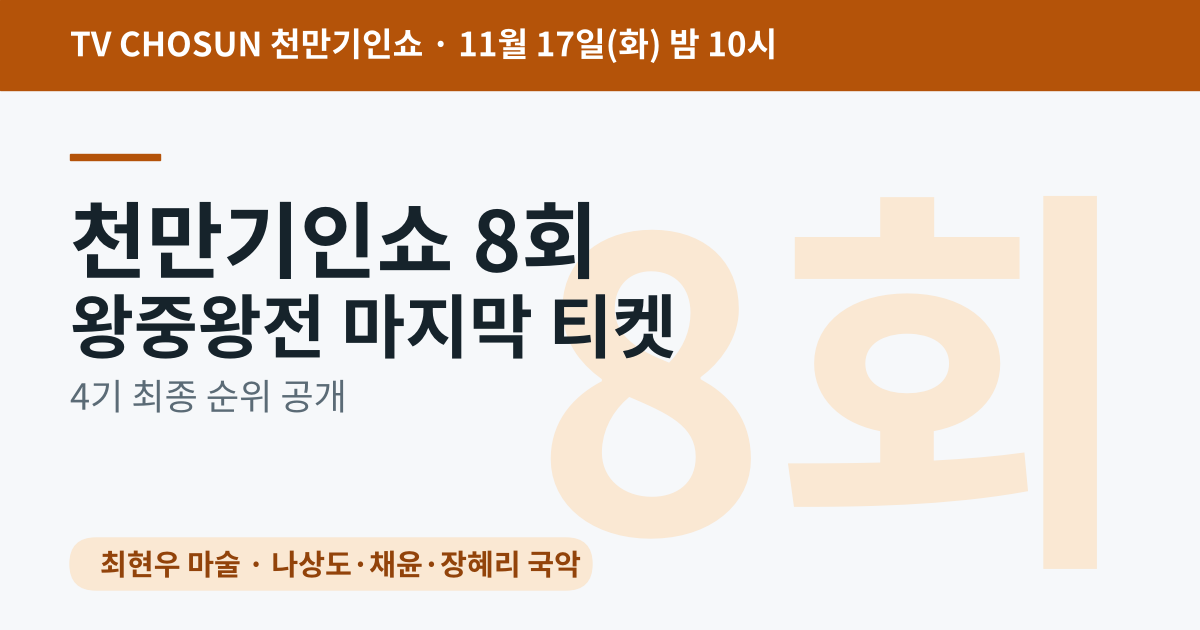 TV CHOSUN 천만기인쇼 · 11월 17일(화) 밤 10시
천만기인쇼 8회
왕중왕전 마지막 티켓
4기 최종 순위 공개
8회
최현우 마술 · 나상도·채윤·장혜리 국악